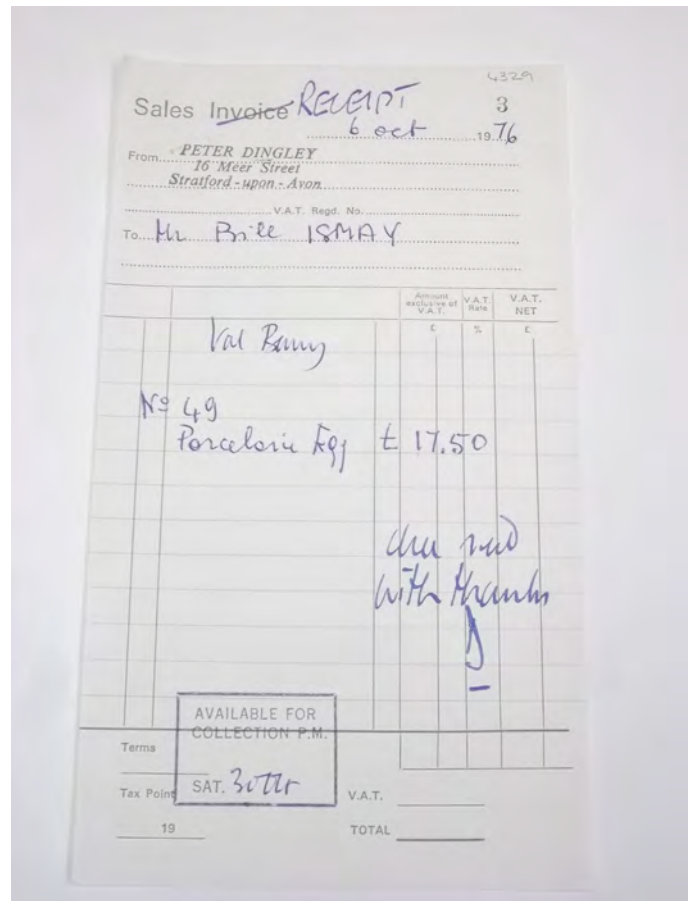 4329
Sales Invoice RECEIPT 3
6 oct 1976
From PETER DINGLEY
16 Meer Street
Stratford-upon-Avon
V.A.T. Regd. No.
To Mr Bill ISMAY
Amount exclusive of V.A.T. V.A.T. Rate V.A.T. NET
£ % £
Val Barry
No 49
Porcelain Egg £ 17.50
with thanks
D
AVAILABLE FOR
COLLECTION P.M.
SAT. 30th
Terms
Tax Point
V.A.T.
19
TOTAL